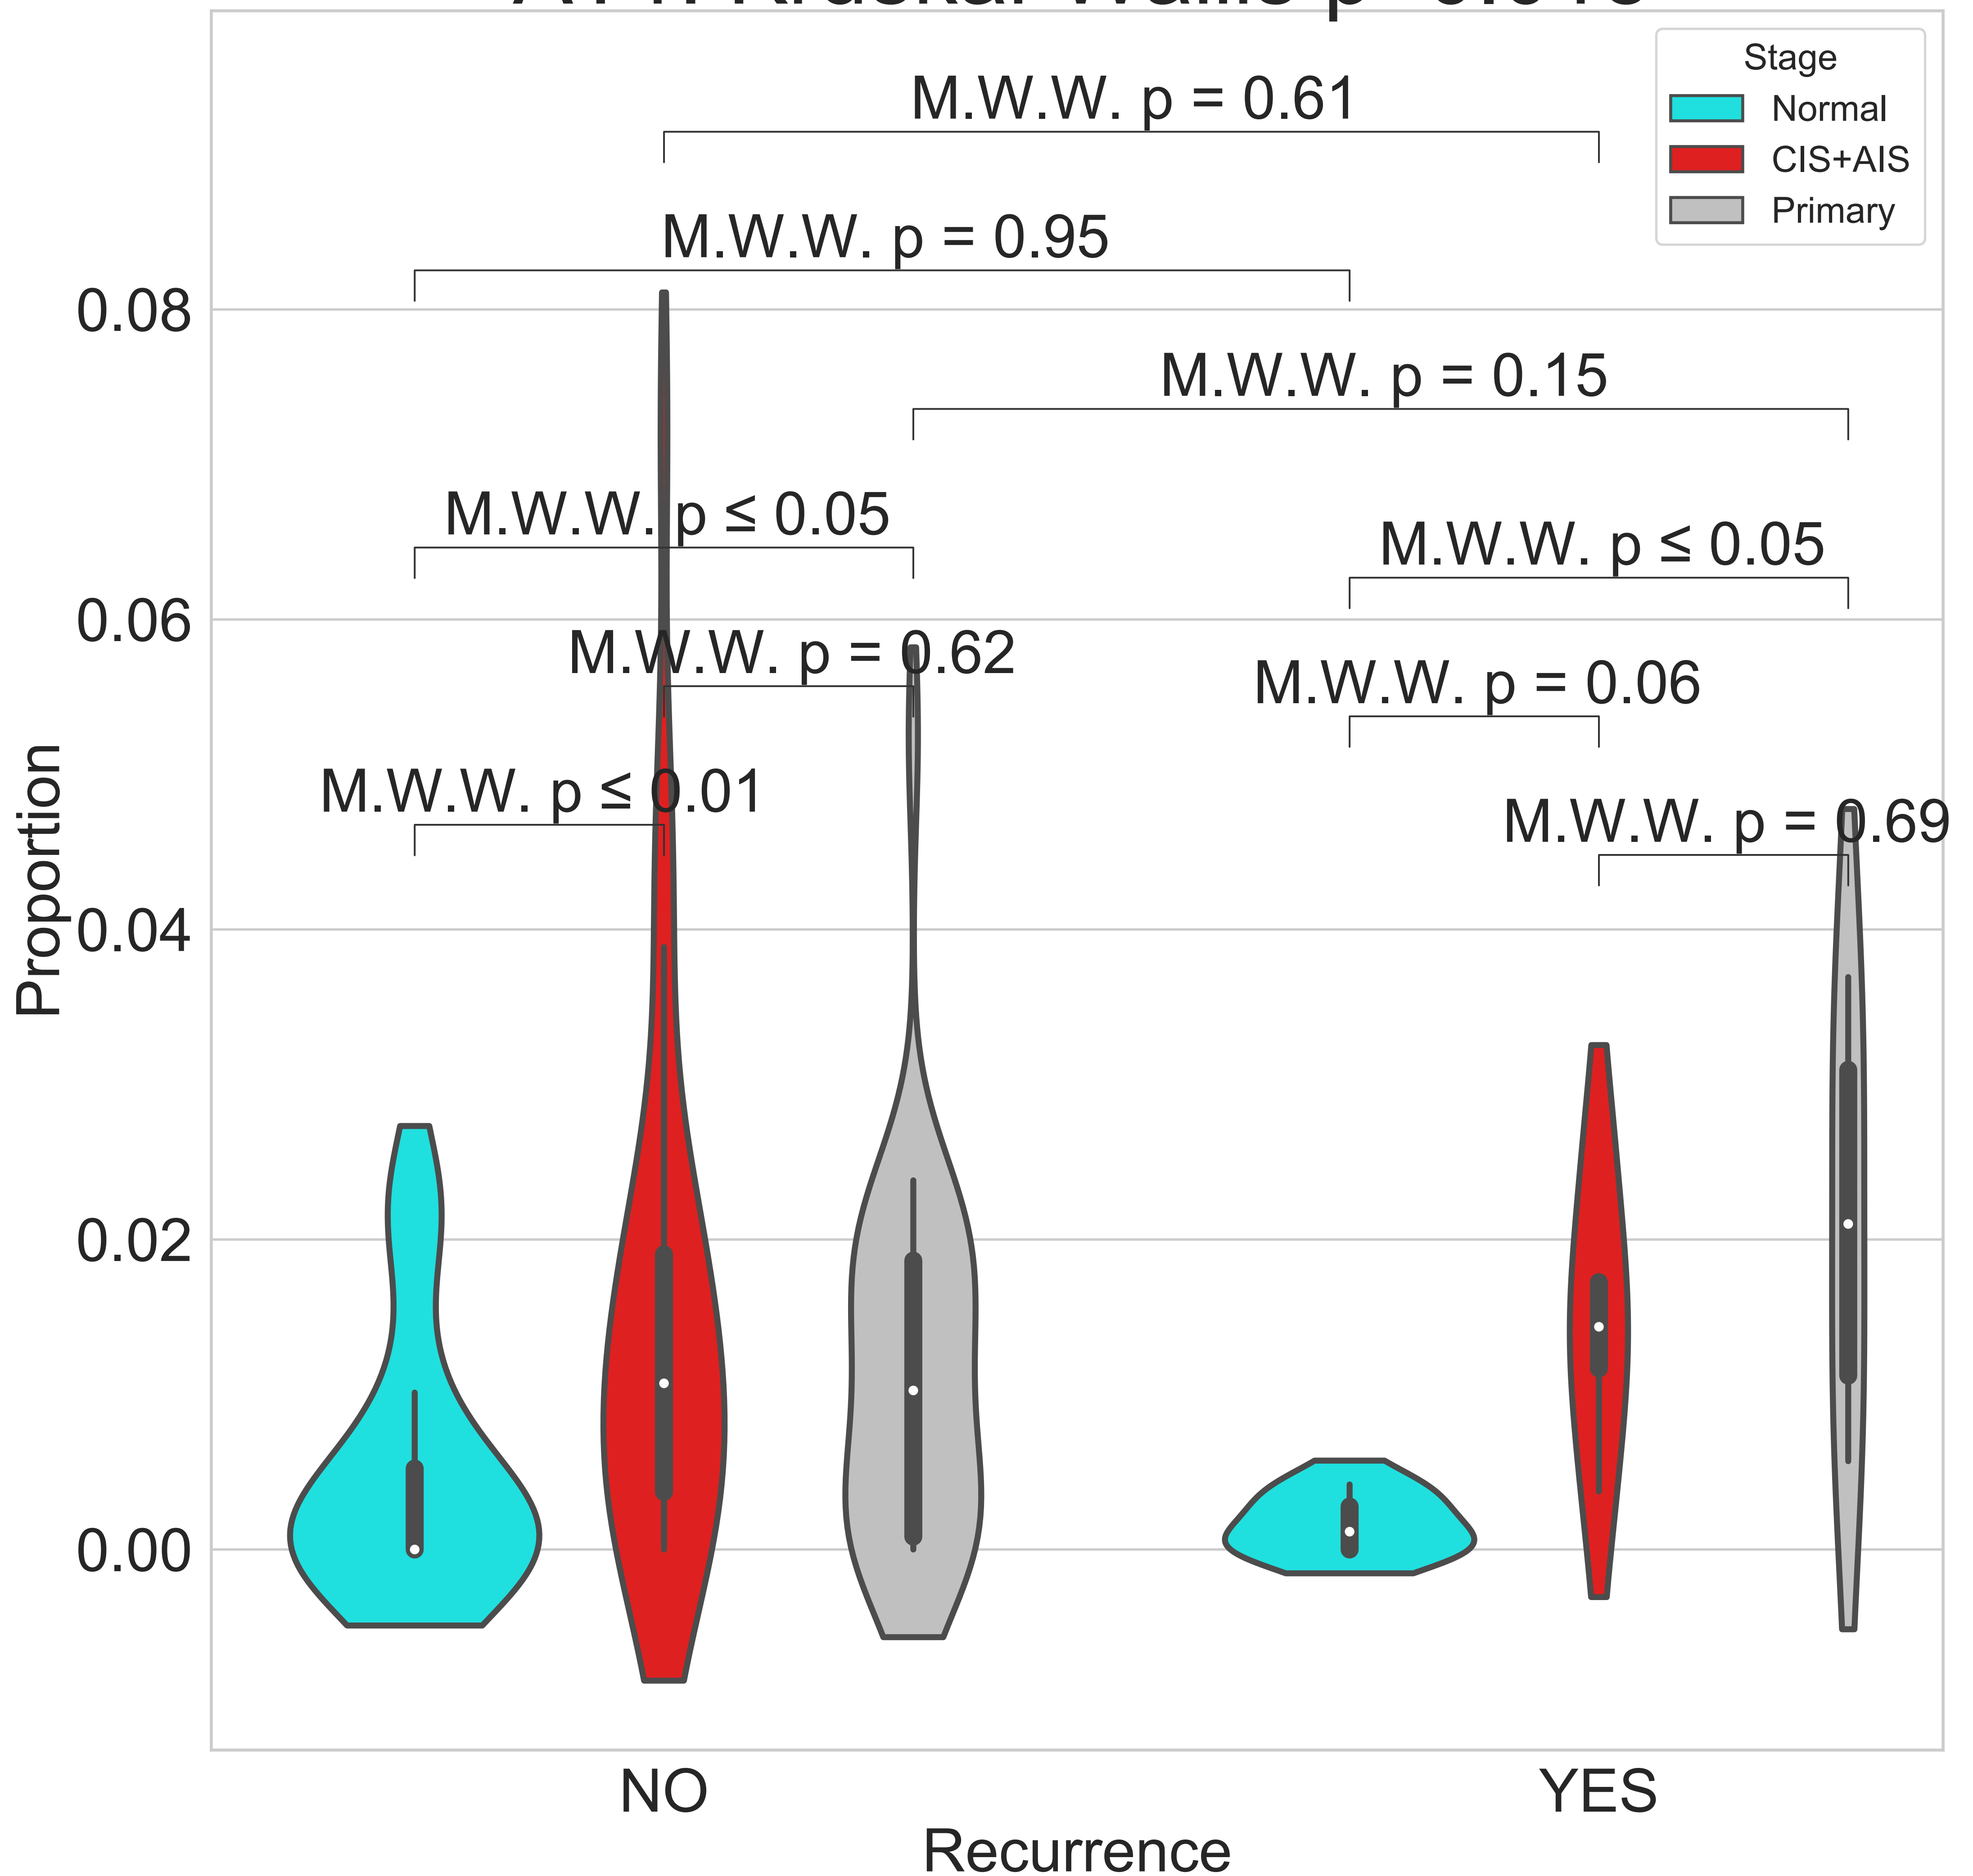 Stage
Normal
CIS+AIS
Primary
M.W.W. p = 0.61
M.W.W. p = 0.95
M.W.W. p = 0.15
M.W.W. p ≤ 0.05
M.W.W. p ≤ 0.05
M.W.W. p = 0.62
M.W.W. p = 0.06
M.W.W. p ≤ 0.01
M.W.W. p = 0.69
Proportion
0.08
0.06
0.04
0.02
0.00
NO
YES
Recurrence